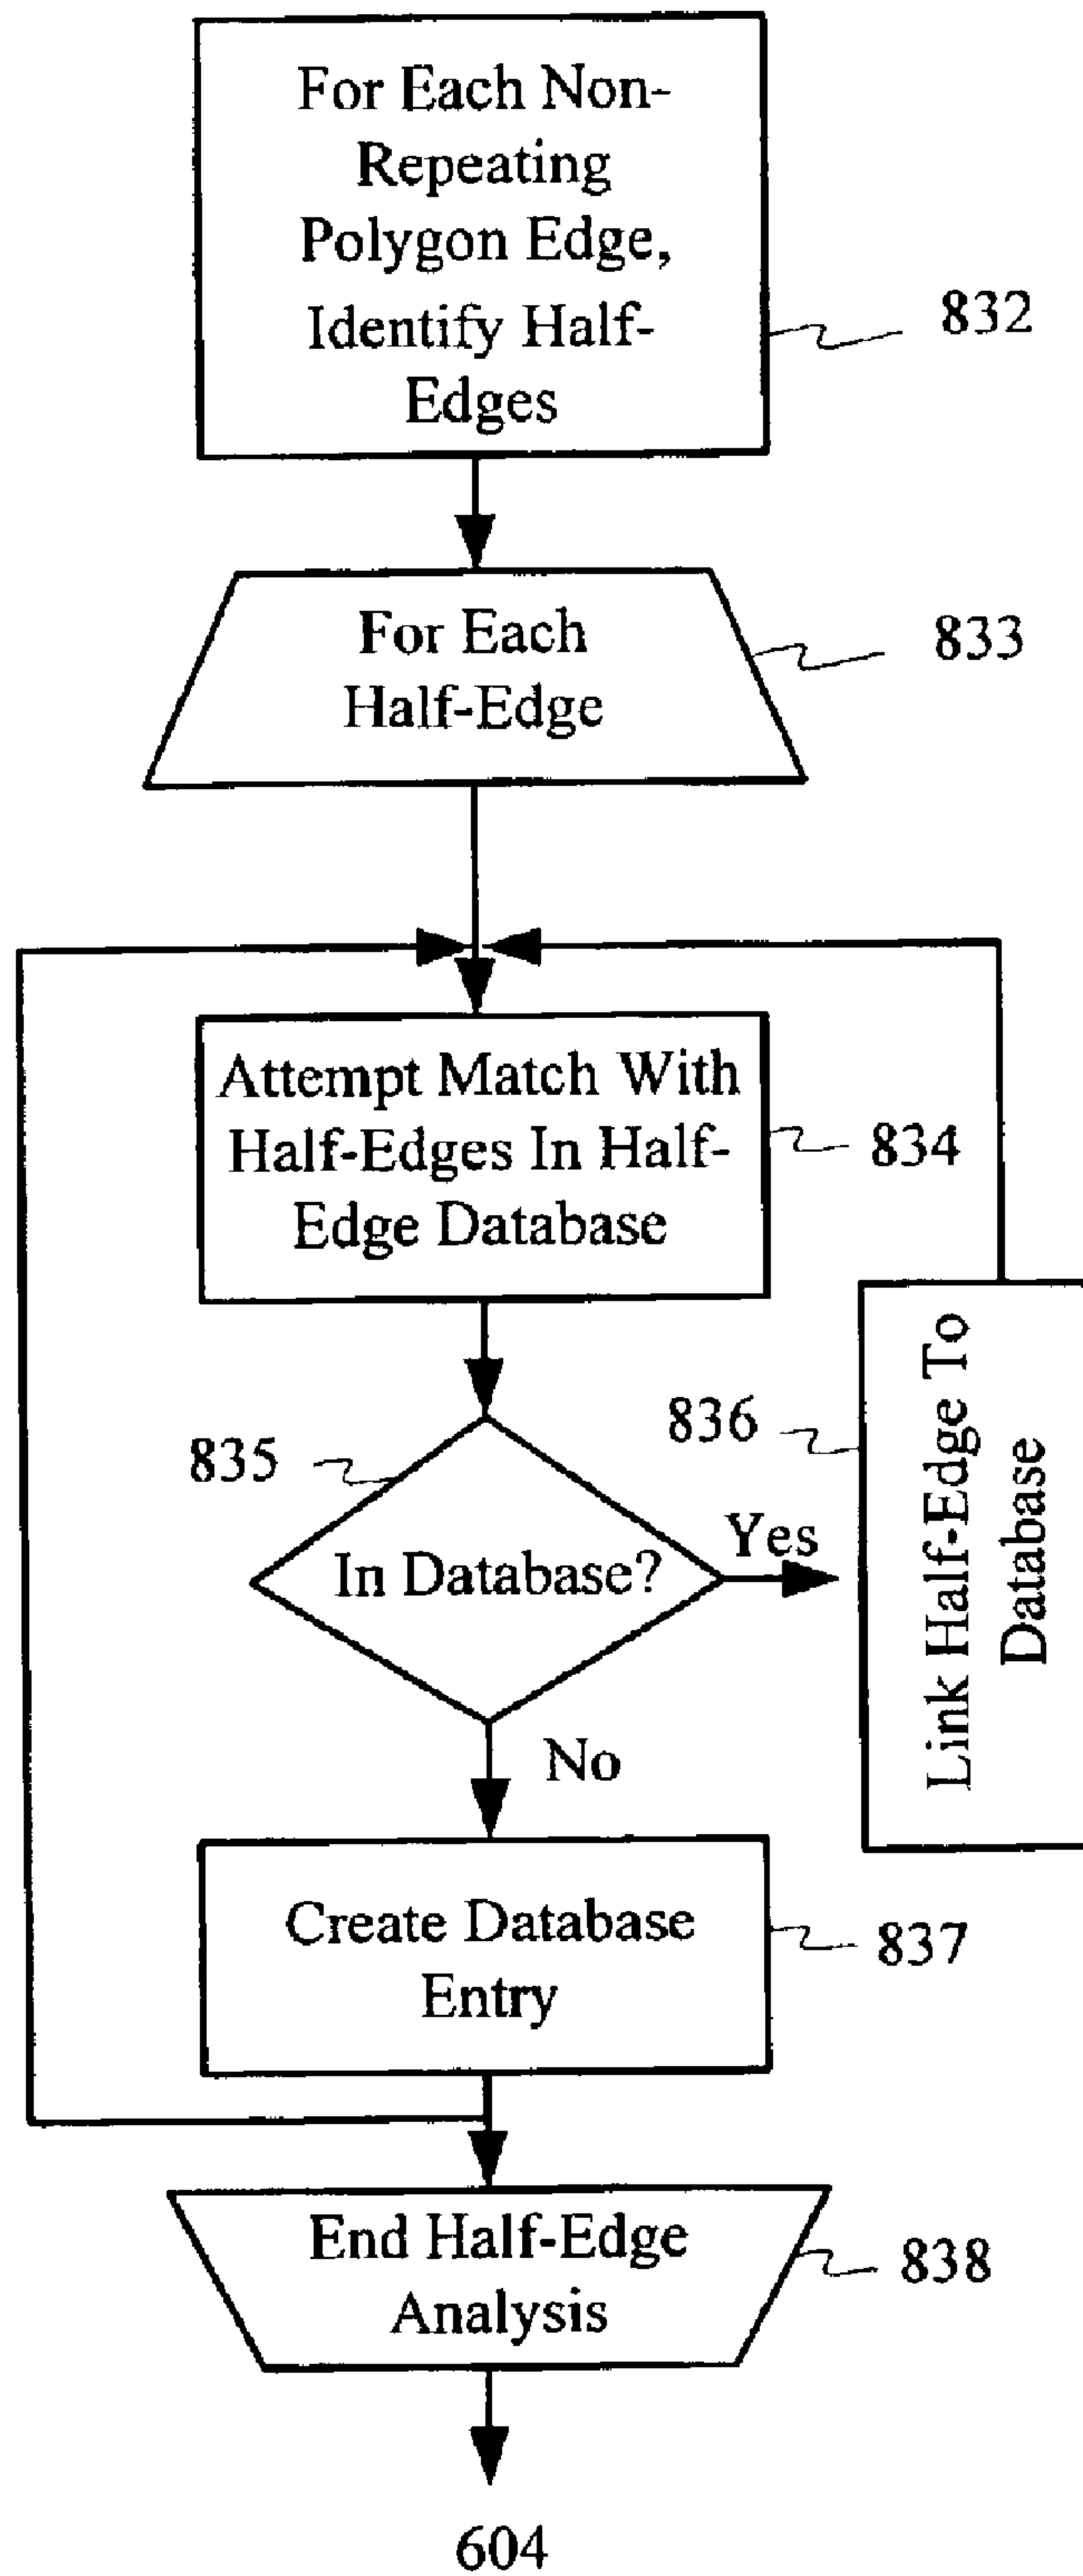 For Each Non-
Repeating
Polygon Edge,
Identify Half-
Edges
832
For Each
Half-Edge
833
Attempt Match With
Half-Edges In Half-
Edge Database
834
835
In Database?
Yes
836
Link Half-Edge To
Database
No
Create Database
Entry
837
End Half-Edge
Analysis
838
604